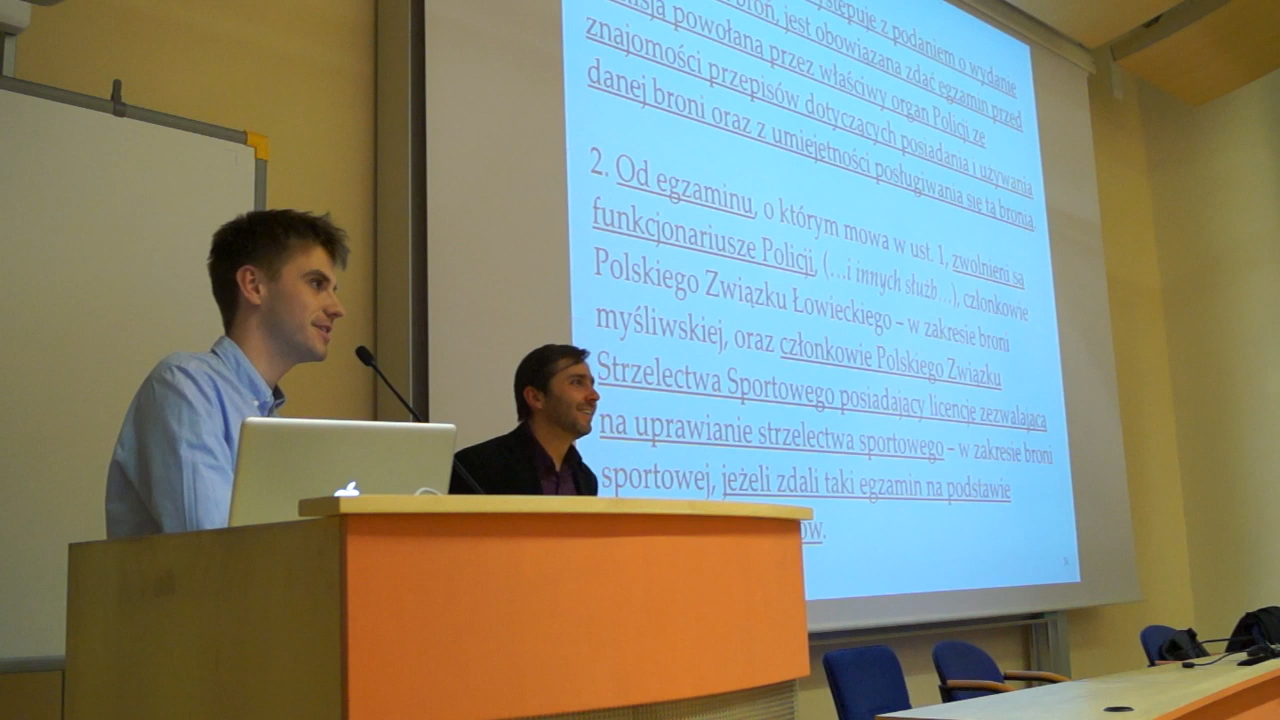 występuje z podaniem o wydanie
broń, jest obowiązana zdać egzamin przed
powołana przez właściwy organ Policji ze
znajomości przepisów dotyczących posiadania i używania
danej broni oraz z umiejętności posługiwania się tą bronią
2. Od egzaminu, o którym mowa w ust. 1, zwolnieni są
funkcjonariusze Policji, (…i innych służb…), członkowie
Polskiego Związku Łowieckiego – w zakresie broni
myśliwskiej, oraz członkowie Polskiego Związku
Strzelectwa Sportowego posiadający licencję zezwalającą
na uprawianie strzelectwa sportowego – w zakresie broni
sportowej, jeżeli zdali taki egzamin na podstawie